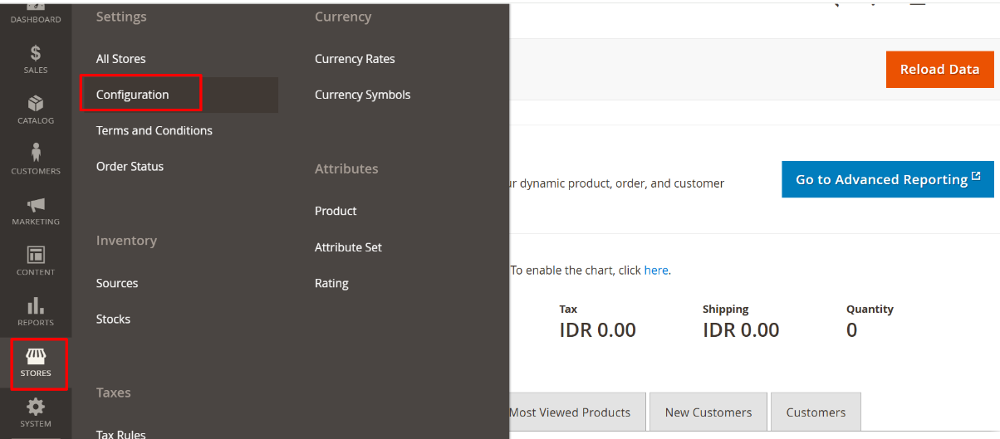 DASHBOARD
SALES
CATALOG
CUSTOMERS
MARKETING
CONTENT
REPORTS
STORES
SYSTEM
Settings
All Stores
Configuration
Terms and Conditions
Order Status
Inventory
Sources
Stocks
Taxes
Tax Rules
Currency
Currency Rates
Currency Symbols
Attributes
Product
Attribute Set
Rating
Reload Data
dynamic product, order, and customer
Go to Advanced Reporting
To enable the chart, click here.
Tax
IDR 0.00
Shipping
IDR 0.00
Quantity
0
Most Viewed Products
New Customers
Customers